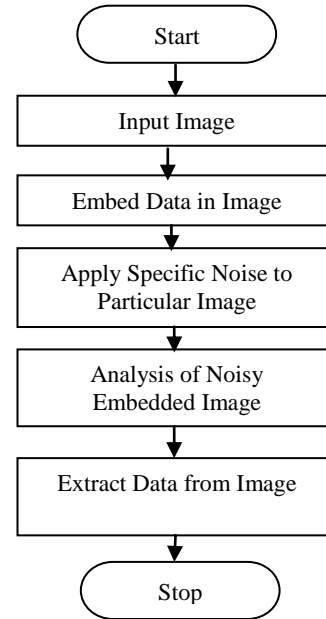 Start
Input Image
Embed Data in Image
Apply Specific Noise to
Particular Image
Analysis of Noisy
Embedded Image
Extract Data from Image
Stop